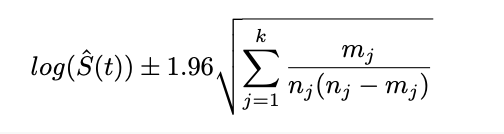 log(Ŝ(t)) ± 1.96 √(∑_{j=1}^{k} m_j / (n_j(n_j − m_j)))